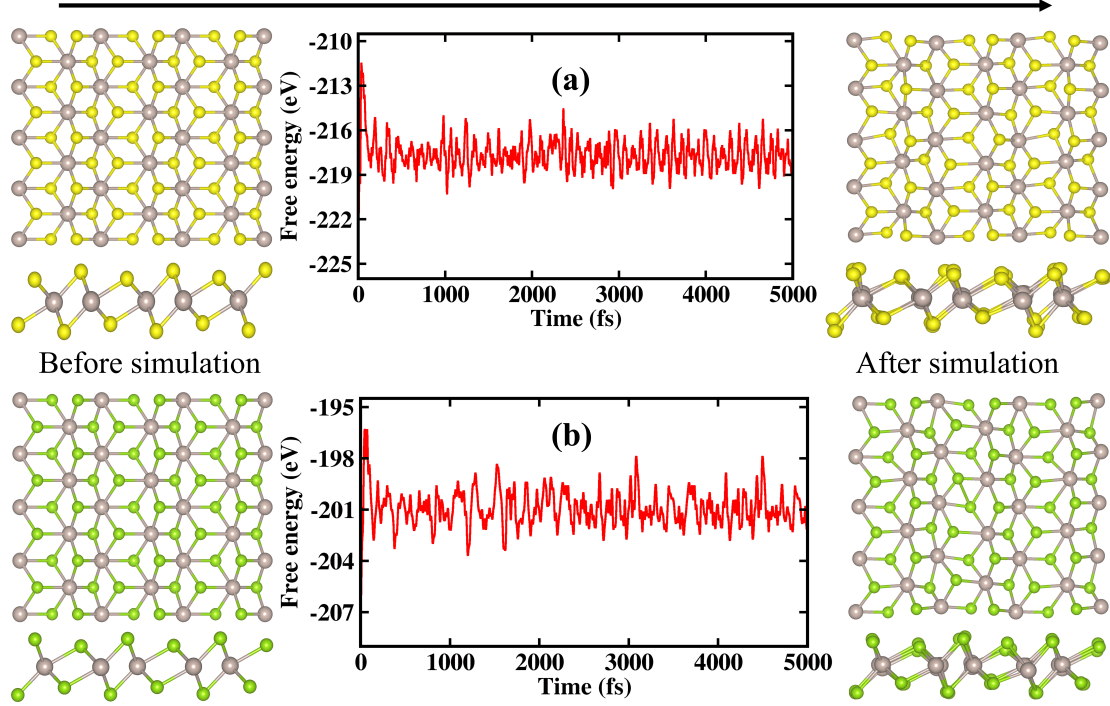 -210
-213
-216
-219
-222
-225
Free energy (eV)
(a)
0 1000 2000 3000 4000 5000
Time (fs)
Before simulation
After simulation
-195
-198
-201
-204
-207
Free energy (eV)
(b)
0 1000 2000 3000 4000 5000
Time (fs)